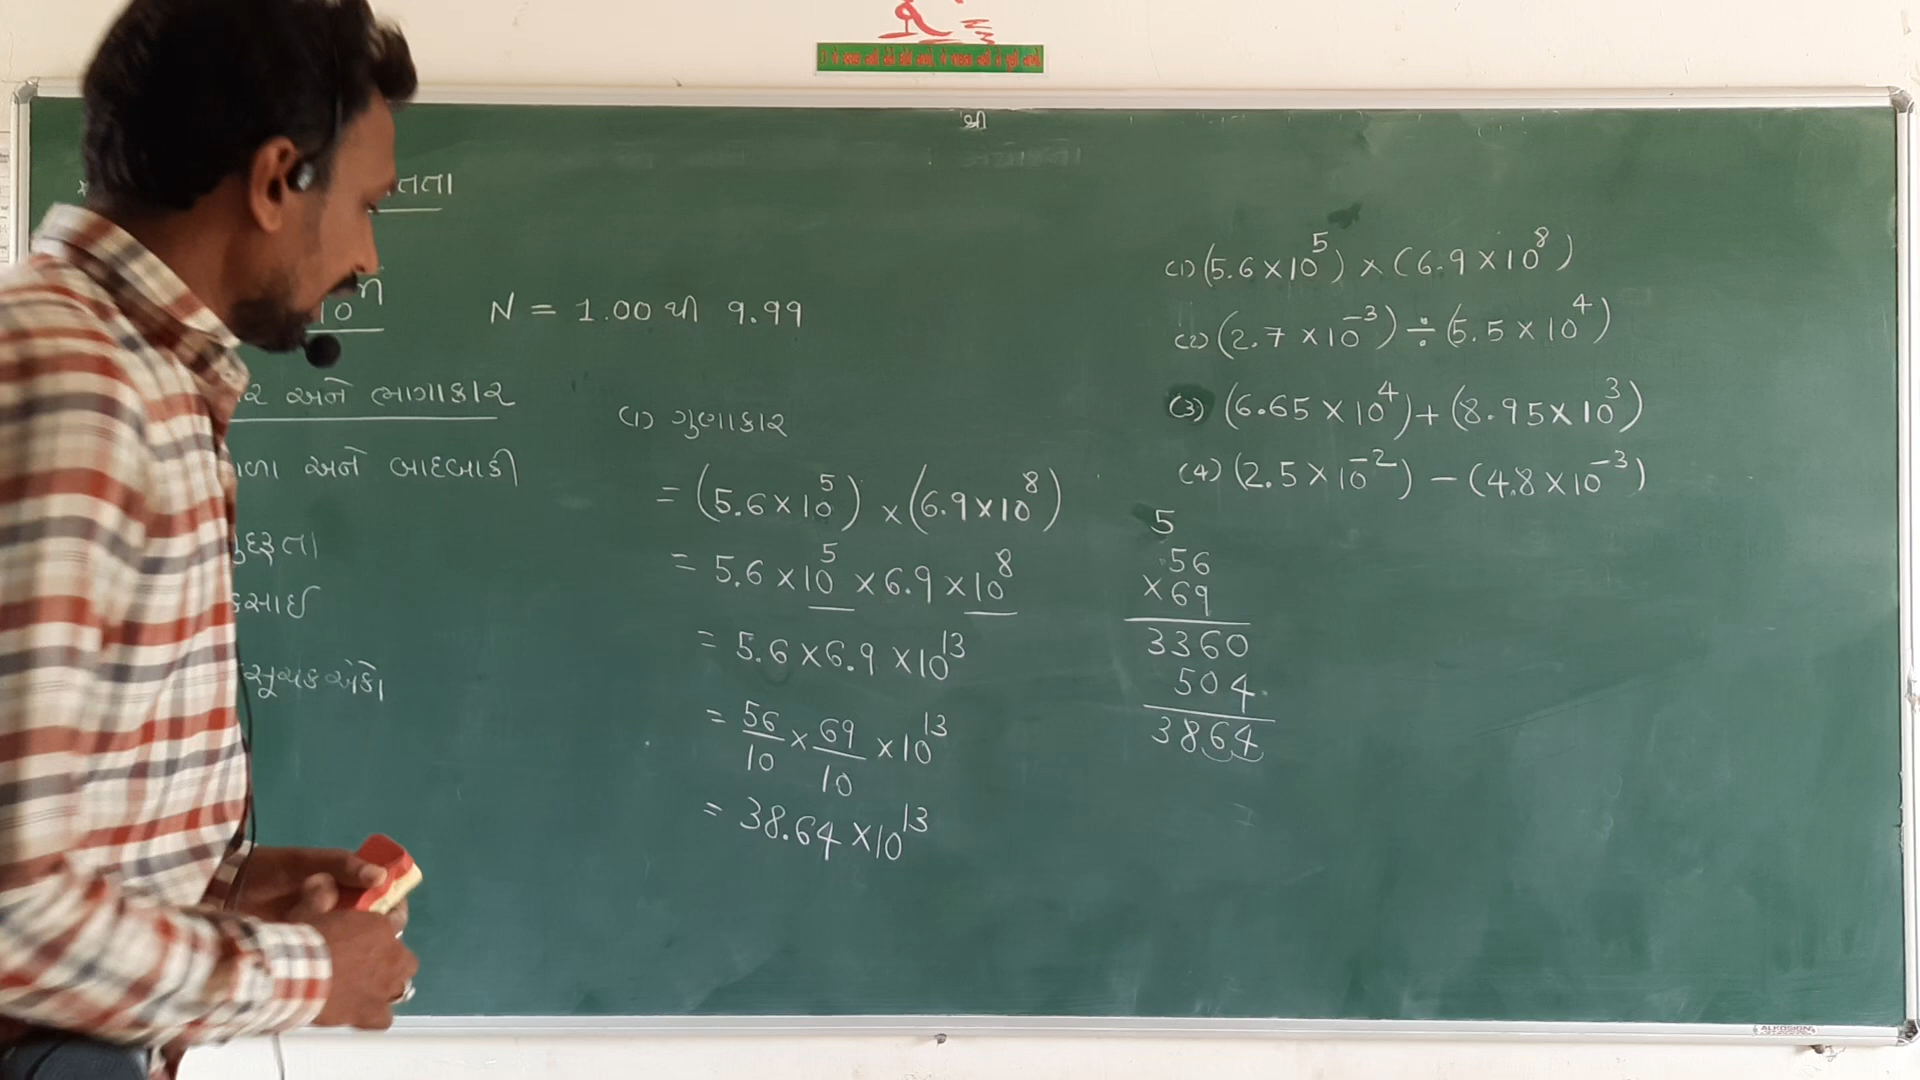 શ્રી
તતા
10ⁿ
N = 1.00 થી 9.99
અને ભાગાકાર
અને બાદબાકી
(1) ગુણાકાર
= (5.6 × 10⁵) × (6.9 × 10⁸)
= 5.6 × 10⁵ × 6.9 × 10⁸
= 5.6 × 6.9 × 10¹³
= 56/10 × 69/10 × 10¹³
= 38.64 × 10¹³
(1) (5.6 × 10⁵) × (6.9 × 10⁸)
(2) (2.7 × 10⁻³) ÷ (5.5 × 10⁴)
(3) (6.65 × 10⁴) + (8.95 × 10³)
(4) (2.5 × 10⁻²) − (4.8 × 10⁻³)
5
56
× 69
3360
504.
3864
ALKOSIGN